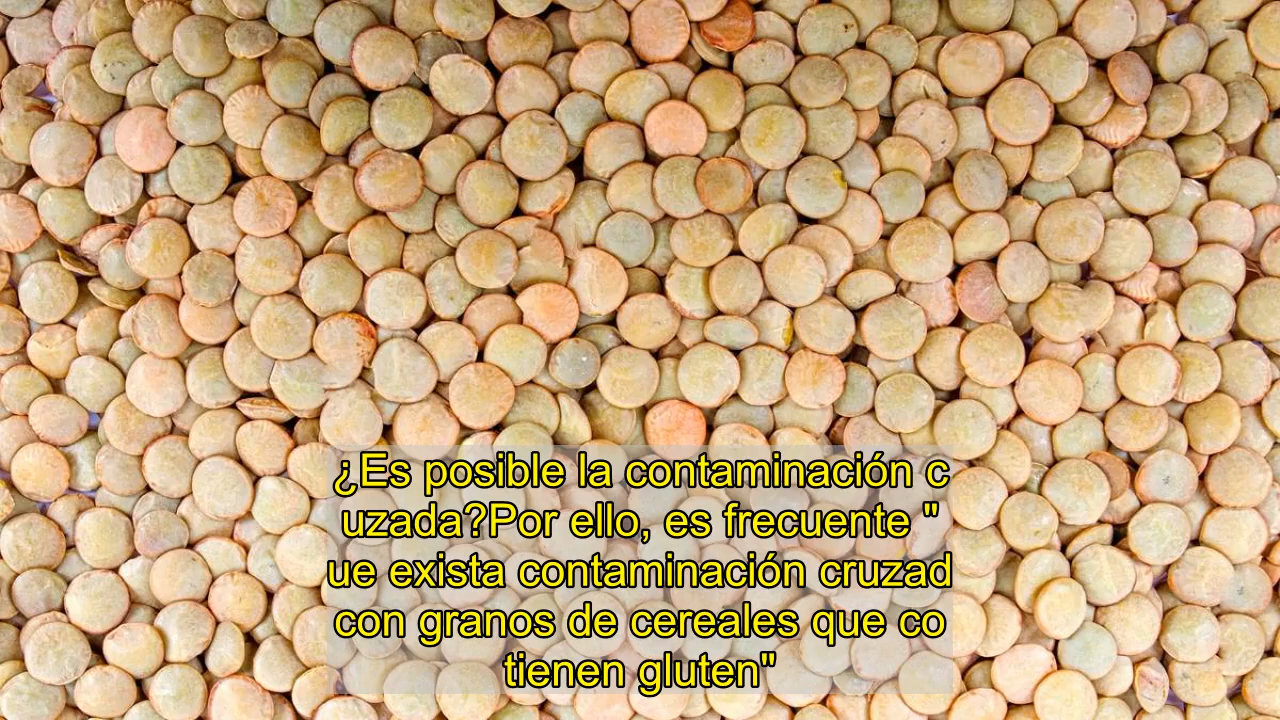 ¿Es posible la contaminación c
uzada?Por ello, es frecuente "
ue exista contaminación cruzad
con granos de cereales que co
tienen gluten"